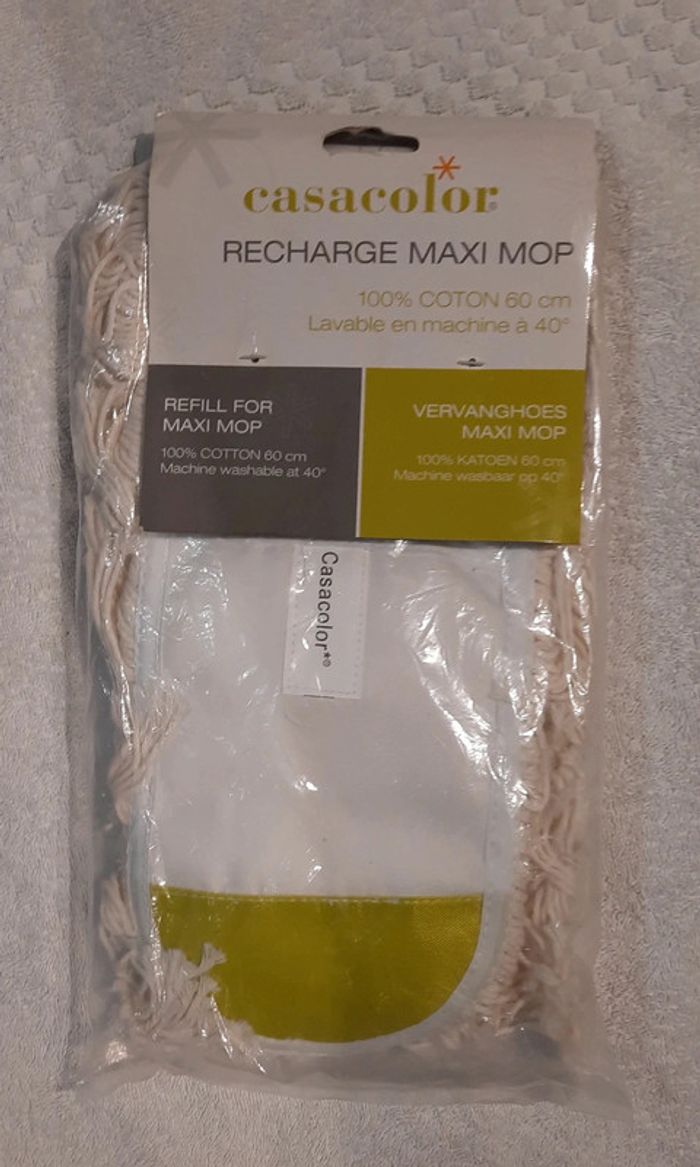 casacolor®
RECHARGE MAXI MOP
100% COTON 60 cm
Lavable en machine à 40°
REFILL FOR
MAXI MOP
100% COTTON 60 cm
Machine washable at 40°
VERVANGHOES
MAXI MOP
100% KATOEN 60 cm
Machine wasbaar op 40°
Casacolor*®